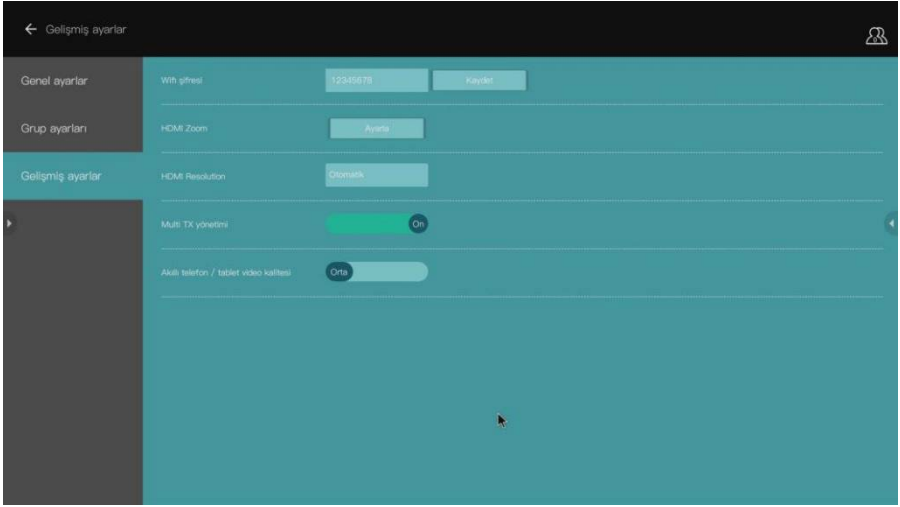 Gelişmiş ayarlar
Genel ayarlar
Grup ayarları
Gelişmiş ayarlar
Wifi şifresi
12345678
Kaydet
HDMI Zoom
Ayarla
HDMI Resolution
Otomatik
Multi TX yönetimi
On
Akıllı telefon / tablet video kalitesi
Orta